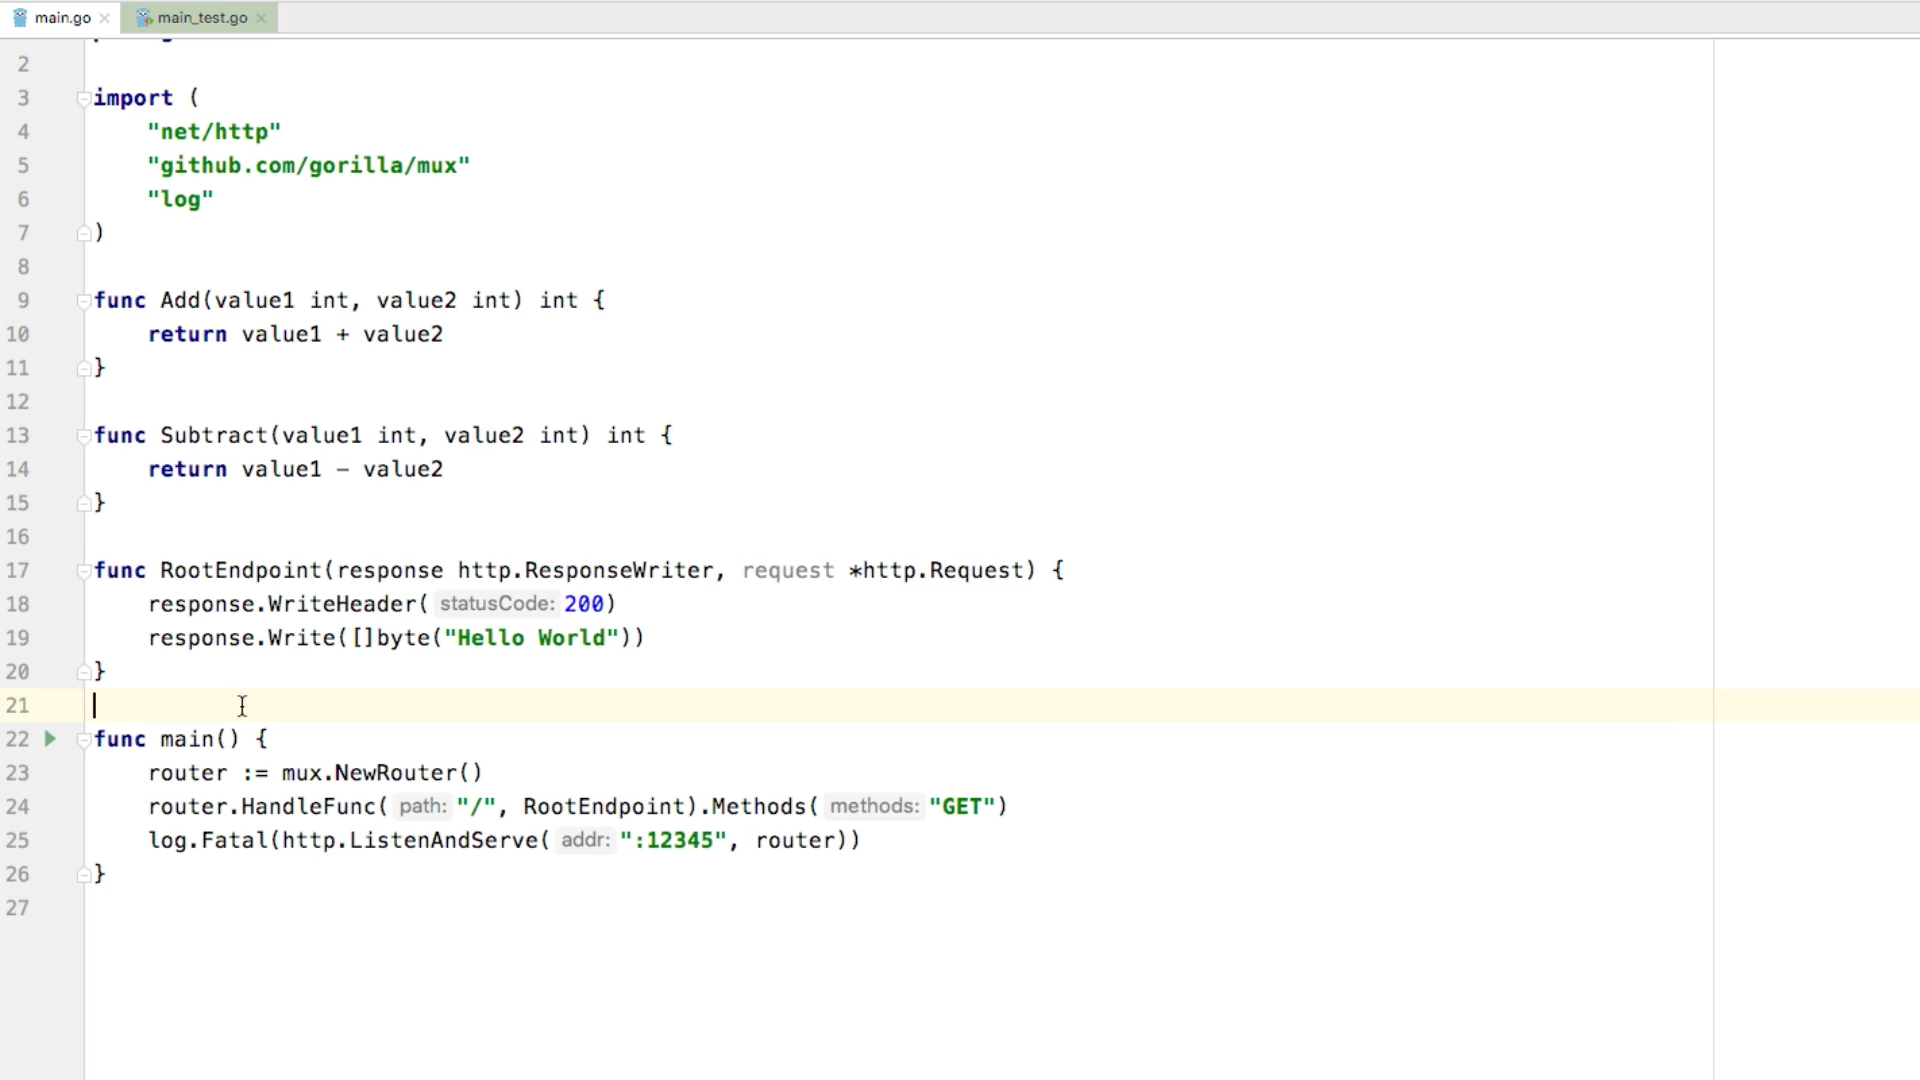 main.go
main_test.go
2
3 import (
4 "net/http"
5 "github.com/gorilla/mux"
6 "log"
7 )
8
9 func Add(value1 int, value2 int) int {
10 return value1 + value2
11 }
12
13 func Subtract(value1 int, value2 int) int {
14 return value1 - value2
15 }
16
17 func RootEndpoint(response http.ResponseWriter, request *http.Request) {
18 response.WriteHeader( statusCode: 200)
19 response.Write([]byte("Hello World"))
20 }
21
22 func main() {
23 router := mux.NewRouter()
24 router.HandleFunc( path: "/", RootEndpoint).Methods( methods: "GET")
25 log.Fatal(http.ListenAndServe( addr: ":12345", router))
26 }
27